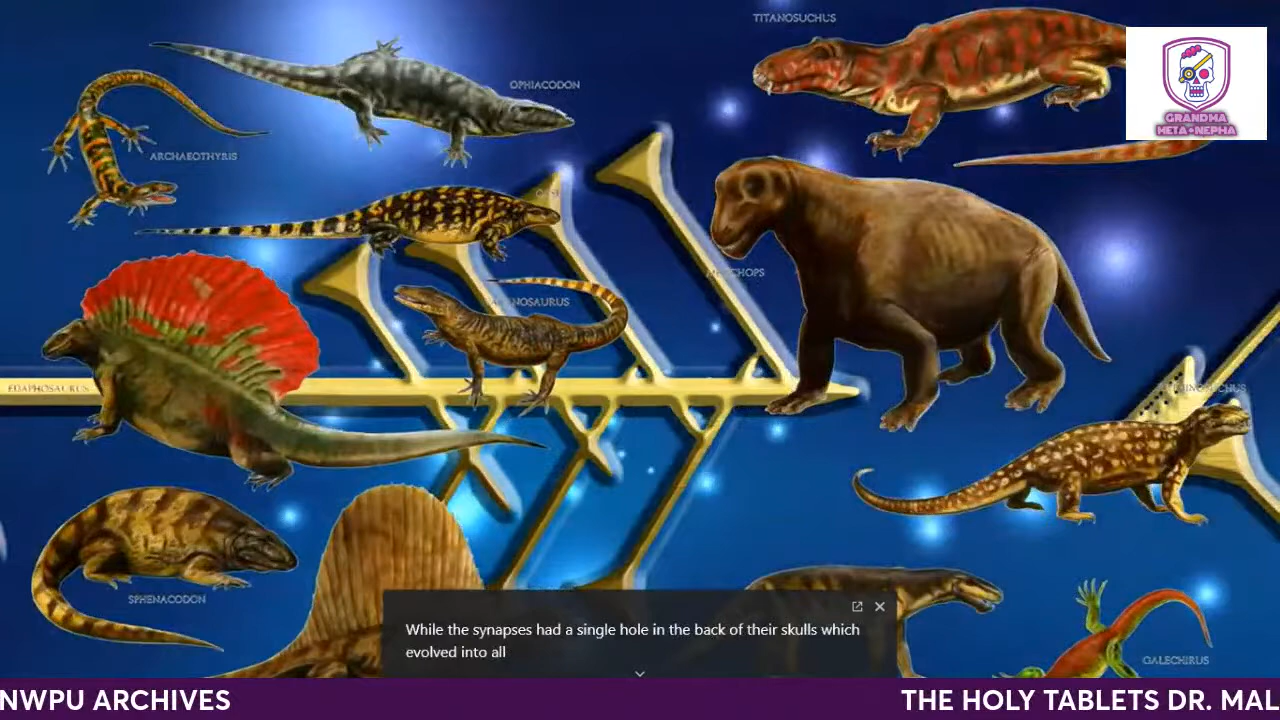 TITANOSUCHUS
OPHIACODON
ARCHAEOTHYRIS
GRANDMA
META•NEPHA
EDAPHOSAURUS
SPHENACODON
GALECHIRUS
While the synapses had a single hole in the back of their skulls which
evolved into all
NWPU ARCHIVES
THE HOLY TABLETS DR. MAL